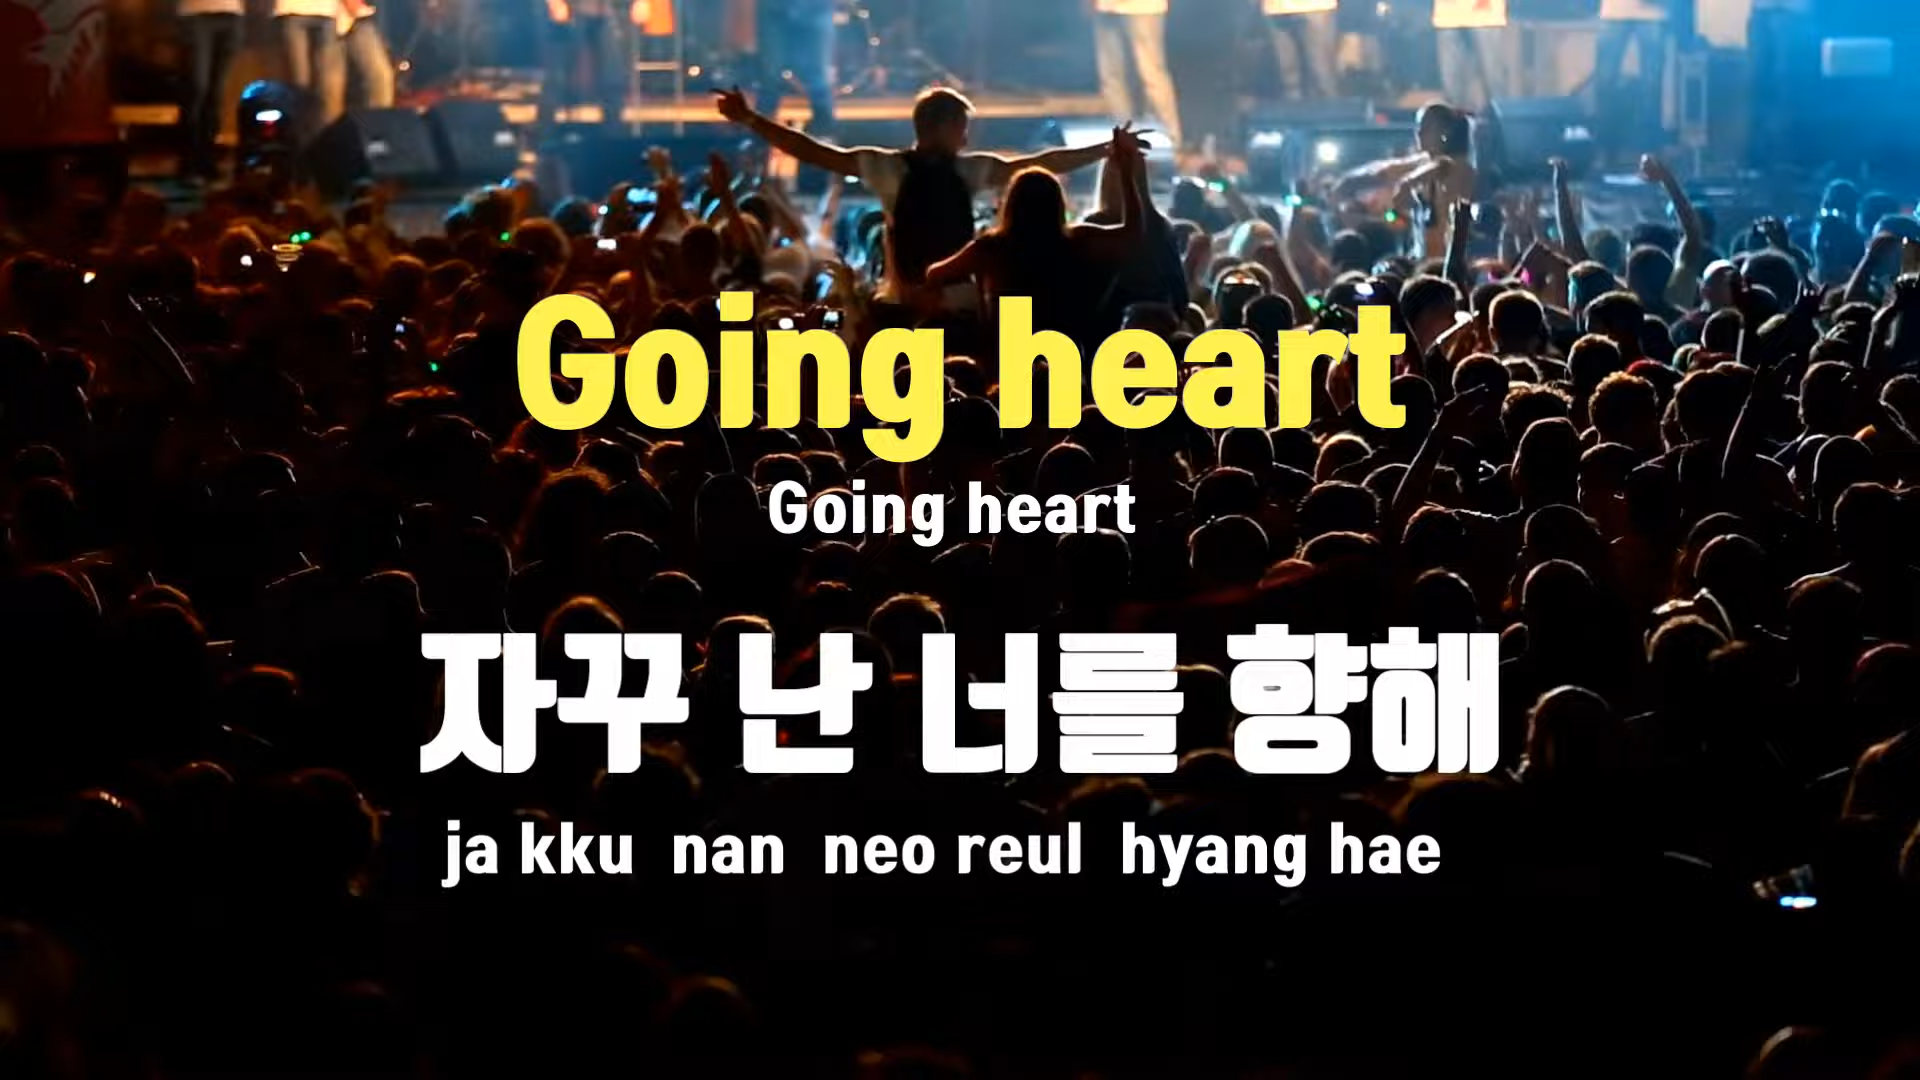 Going heart
Going heart
자꾸 난 너를 향해
ja kku nan neo reul hyang hae